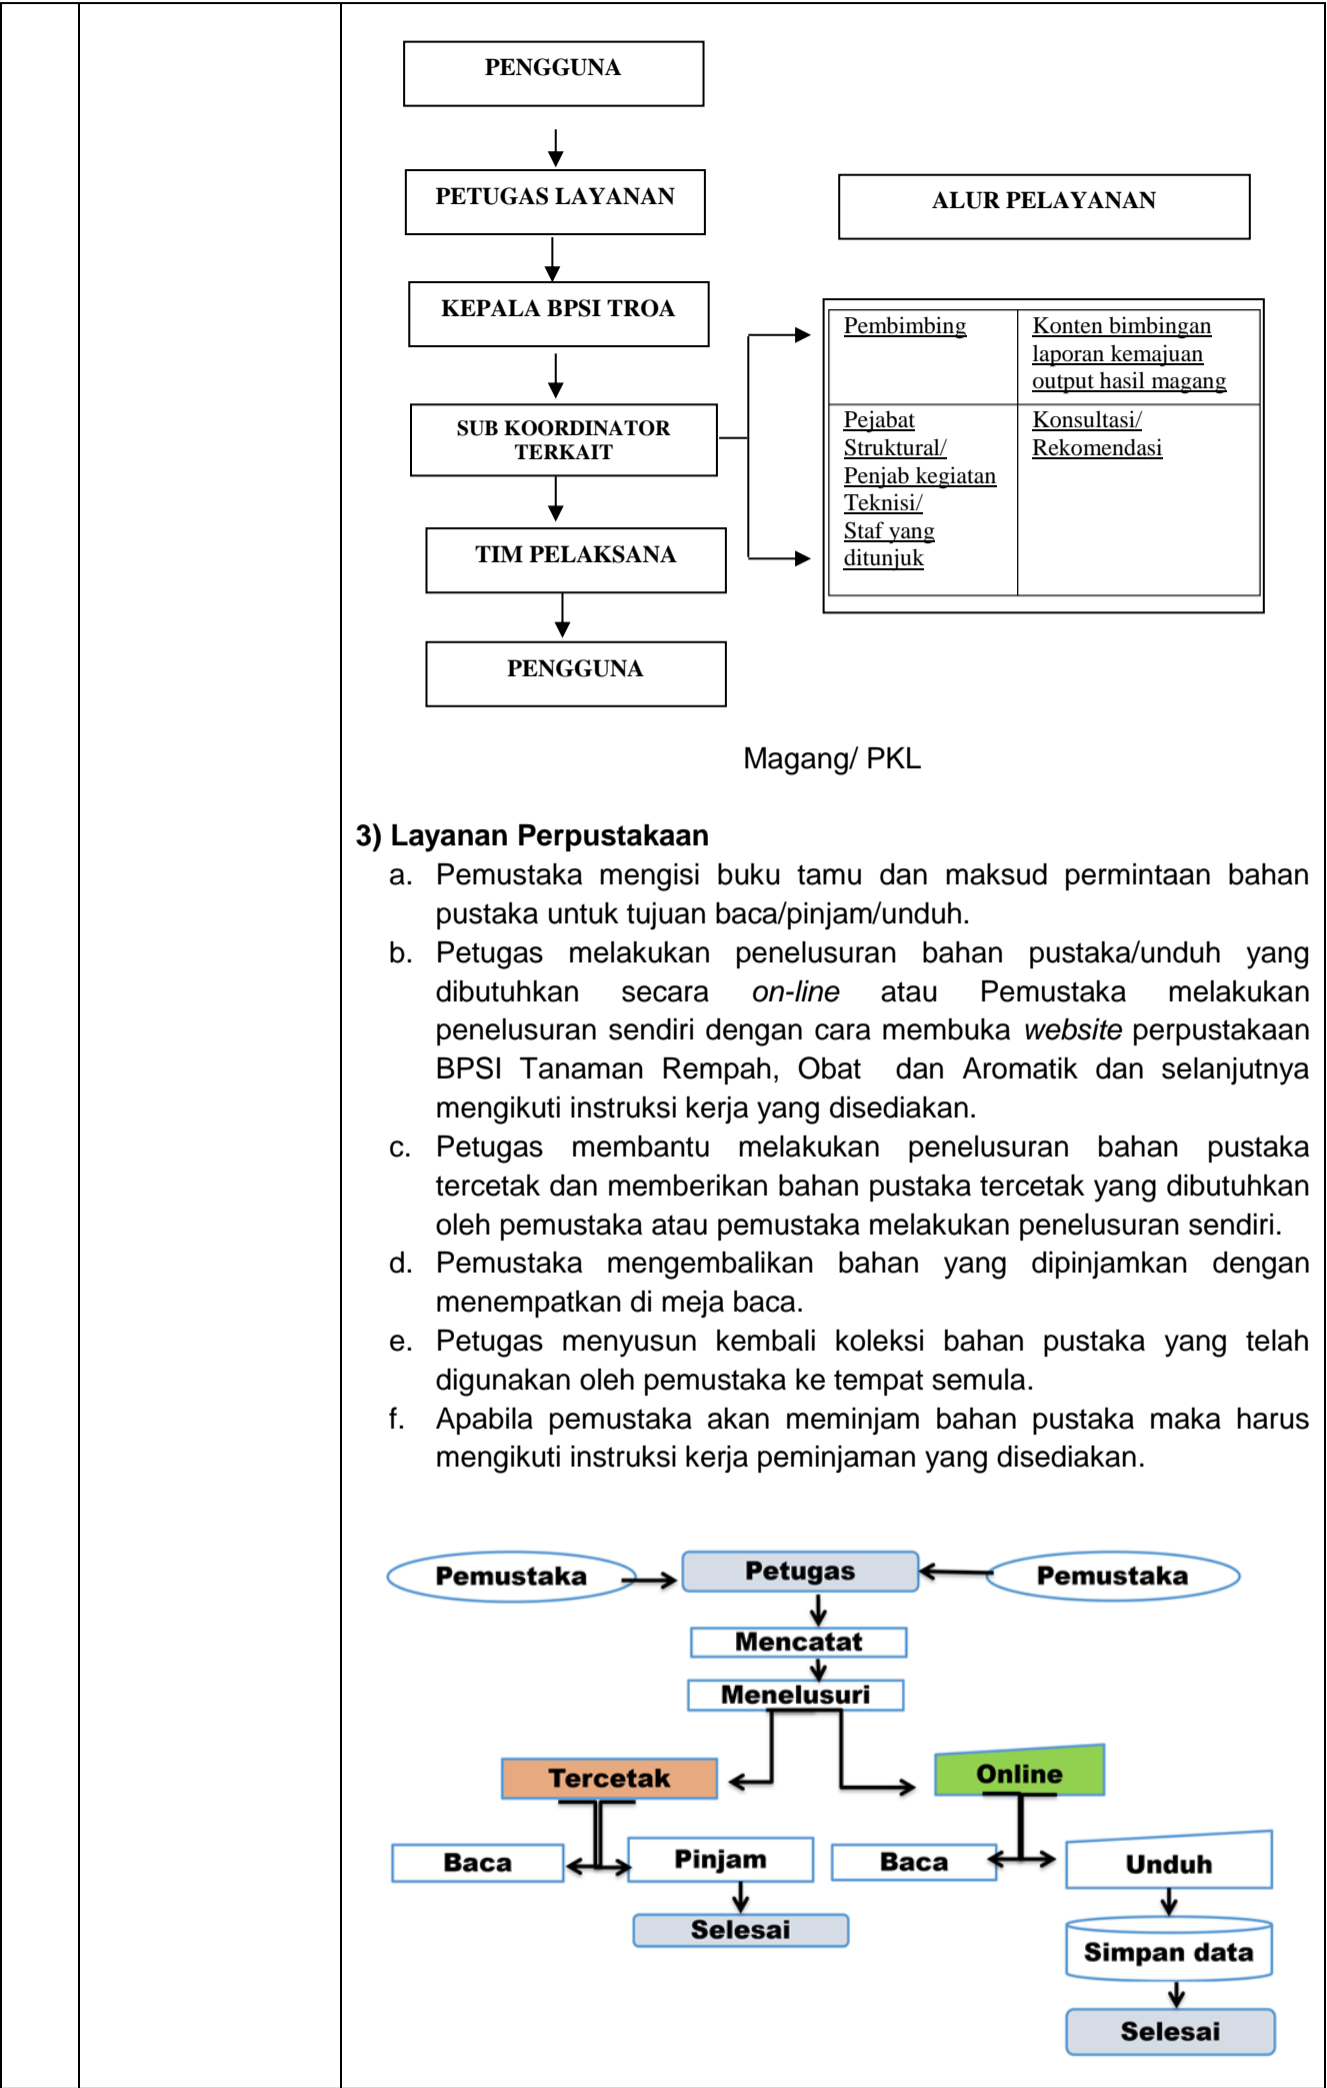 PENGGUNA
PETUGAS LAYANAN
ALUR PELAYANAN
KEPALA BPSI TROA
SUB KOORDINATOR
TERKAIT
TIM PELAKSANA
PENGGUNA
Pembimbing
Konten bimbingan
laporan kemajuan
output hasil magang
Pejabat
Struktural/
Penjab kegiatan
Teknisi/
Staf yang
ditunjuk
Konsultasi/
Rekomendasi
Magang/ PKL
3) Layanan Perpustakaan
a. Pemustaka mengisi buku tamu dan maksud permintaan bahan
pustaka untuk tujuan baca/pinjam/unduh.
b. Petugas melakukan penelusuran bahan pustaka/unduh yang
dibutuhkan secara on-line atau Pemustaka melakukan
penelusuran sendiri dengan cara membuka website perpustakaan
BPSI Tanaman Rempah, Obat dan Aromatik dan selanjutnya
mengikuti instruksi kerja yang disediakan.
c. Petugas membantu melakukan penelusuran bahan pustaka
tercetak dan memberikan bahan pustaka tercetak yang dibutuhkan
oleh pemustaka atau pemustaka melakukan penelusuran sendiri.
d. Pemustaka mengembalikan bahan yang dipinjamkan dengan
menempatkan di meja baca.
e. Petugas menyusun kembali koleksi bahan pustaka yang telah
digunakan oleh pemustaka ke tempat semula.
f. Apabila pemustaka akan meminjam bahan pustaka maka harus
mengikuti instruksi kerja peminjaman yang disediakan.
Pemustaka
Petugas
Pemustaka
Mencatat
Menelusuri
Tercetak
Online
Baca
Pinjam
Baca
Unduh
Selesai
Simpan data
Selesai